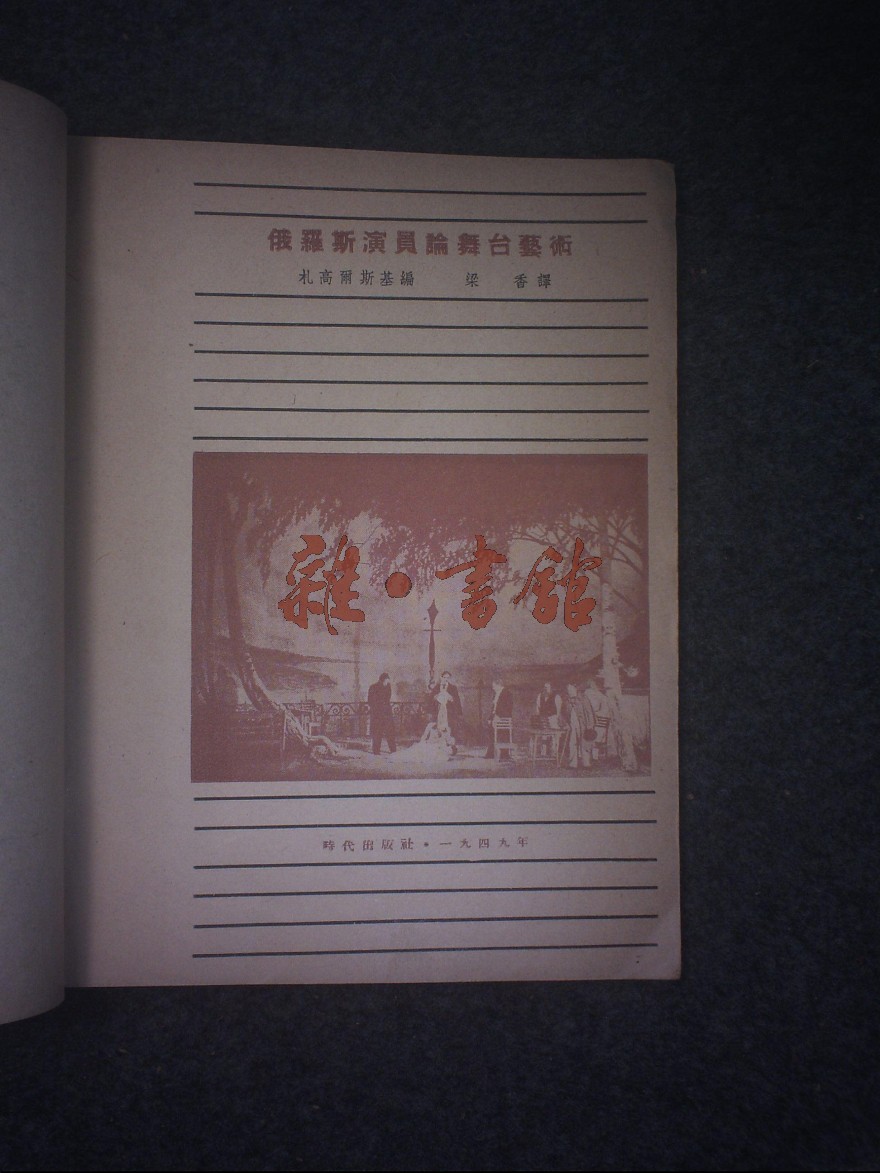 俄羅斯演員論舞台藝術
札高爾斯基編 梁 香譯
雜·書館
時代出版社·一九四九年